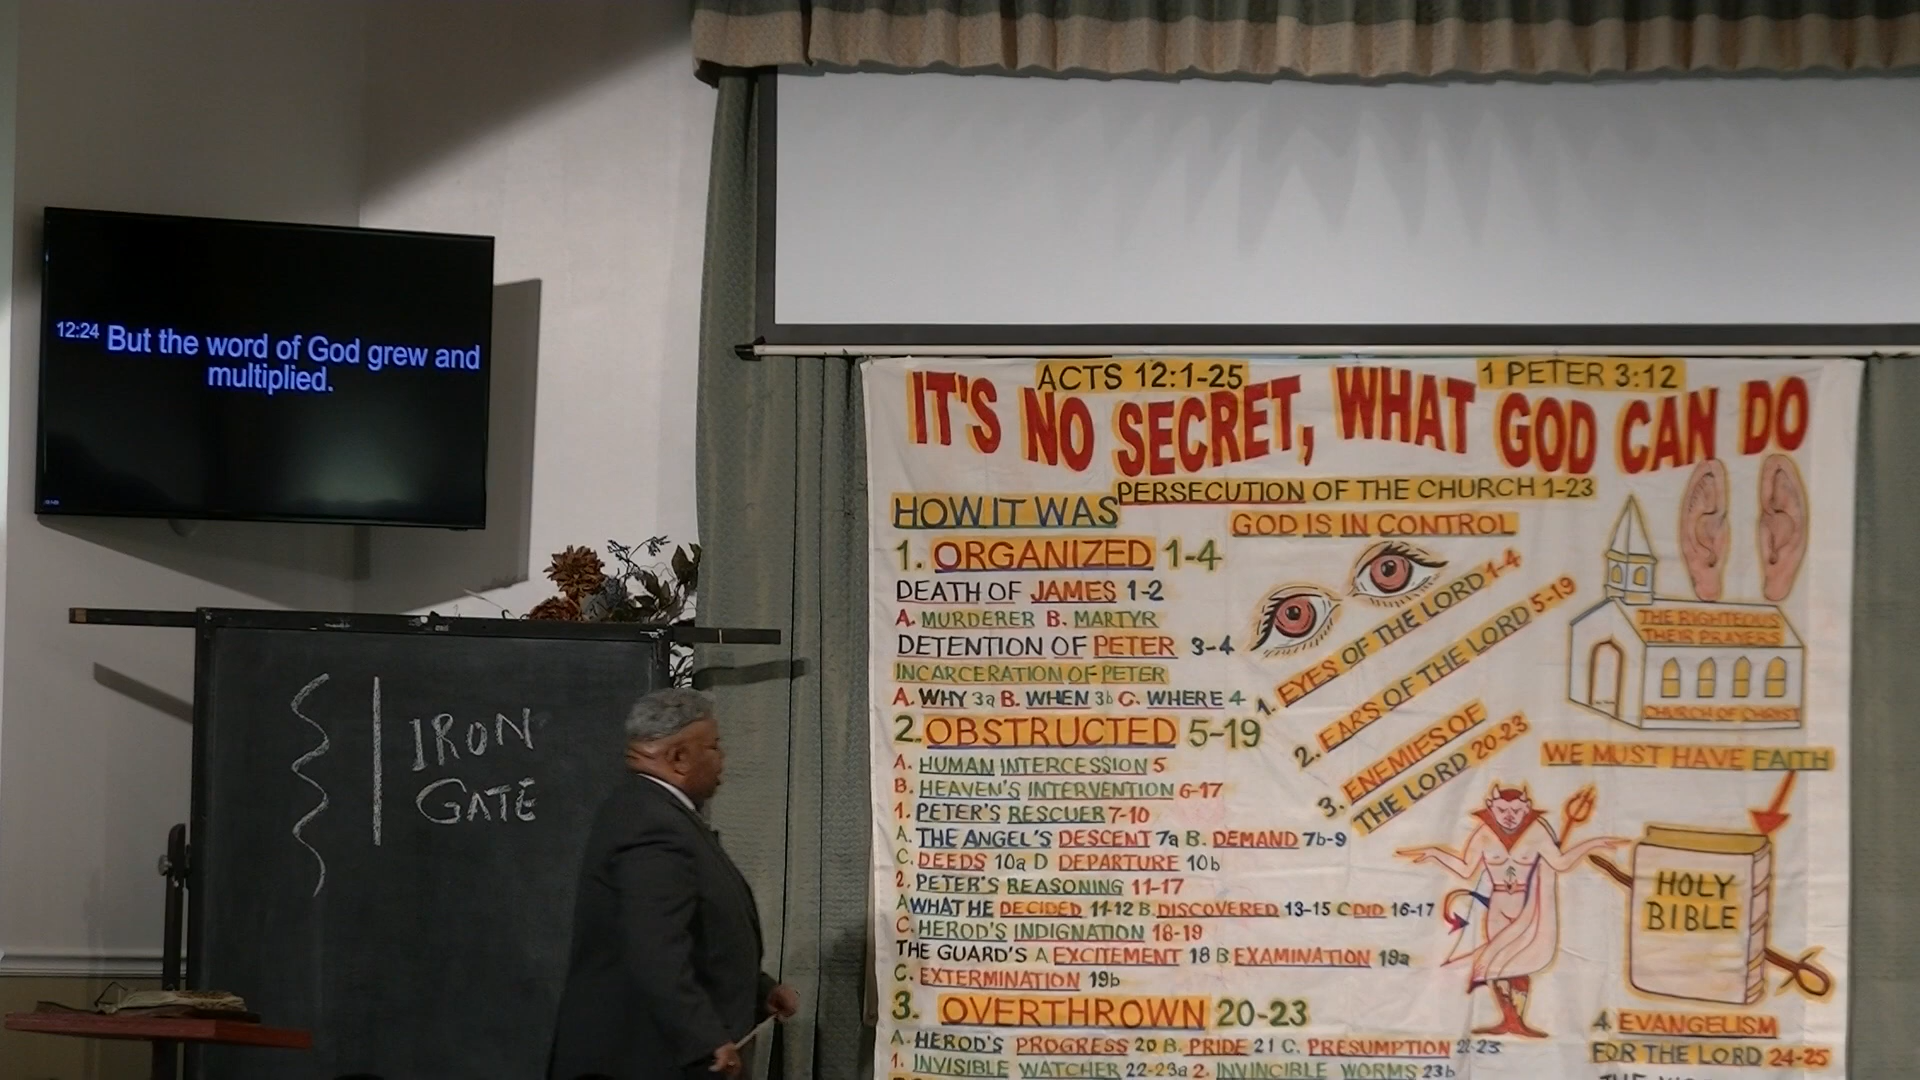 12:24 But the word of God grew and
multiplied.
IRON
GATE
ACTS 12:1-25
1 PETER 3:12
IT'S NO SECRET, WHAT GOD CAN DO
PERSECUTION OF THE CHURCH 1-23
HOW IT WAS
1. ORGANIZED 1-4
DEATH OF JAMES 1-2
A. MURDERER B. MARTYR
DETENTION OF PETER 3-4
INCARCERATION OF PETER
A. WHY 3a B. WHEN 3b C. WHERE 4
2. OBSTRUCTED 5-19
A. HUMAN INTERCESSION 5
B. HEAVEN'S INTERVENTION 6-17
1. PETER'S RESCUER 7-10
A. THE ANGEL'S DESCENT 7a B. DEMAND 7b-9
C. DEEDS 10a D DEPARTURE 10b
2. PETER'S REASONING 11-17
A WHAT HE DECIDED 11-12 B. DISCOVERED 13-15 C DID 16-17
C. HEROD'S INDIGNATION 18-19
THE GUARD'S A EXCITEMENT 18 B EXAMINATION 19a
C. EXTERMINATION 19b
3. OVERTHROWN 20-23
A. HEROD'S PROGRESS 20 B. PRIDE 21 C. PRESUMPTION
1. INVISIBLE WATCHER 22-23a 2. INVINCIBLE WORMS 23b
GOD IS IN CONTROL
1. EYES OF THE LORD 1-4
2. EARS OF THE LORD 5-19
3. ENEMIES OF
THE LORD 20-23
THE RIGHTEOUS
THEIR PRAYERS
CHURCH OF CHRIST
WE MUST HAVE FAITH
HOLY
BIBLE
4 EVANGELISM
FOR THE LORD 24-25